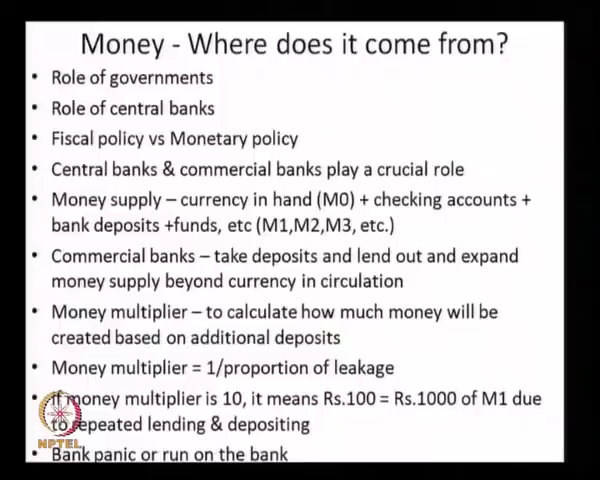 Money - Where does it come from?
• Role of governments
• Role of central banks
• Fiscal policy vs Monetary policy
• Central banks & commercial banks play a crucial role
• Money supply – currency in hand (M0) + checking accounts +
bank deposits +funds, etc (M1,M2,M3, etc.)
• Commercial banks – take deposits and lend out and expand
money supply beyond currency in circulation
• Money multiplier – to calculate how much money will be
created based on additional deposits
• Money multiplier = 1/proportion of leakage
• If money multiplier is 10, it means Rs.100 = Rs.1000 of M1 due
to repeated lending & depositing
NPTEL
• Bank panic or run on the bank